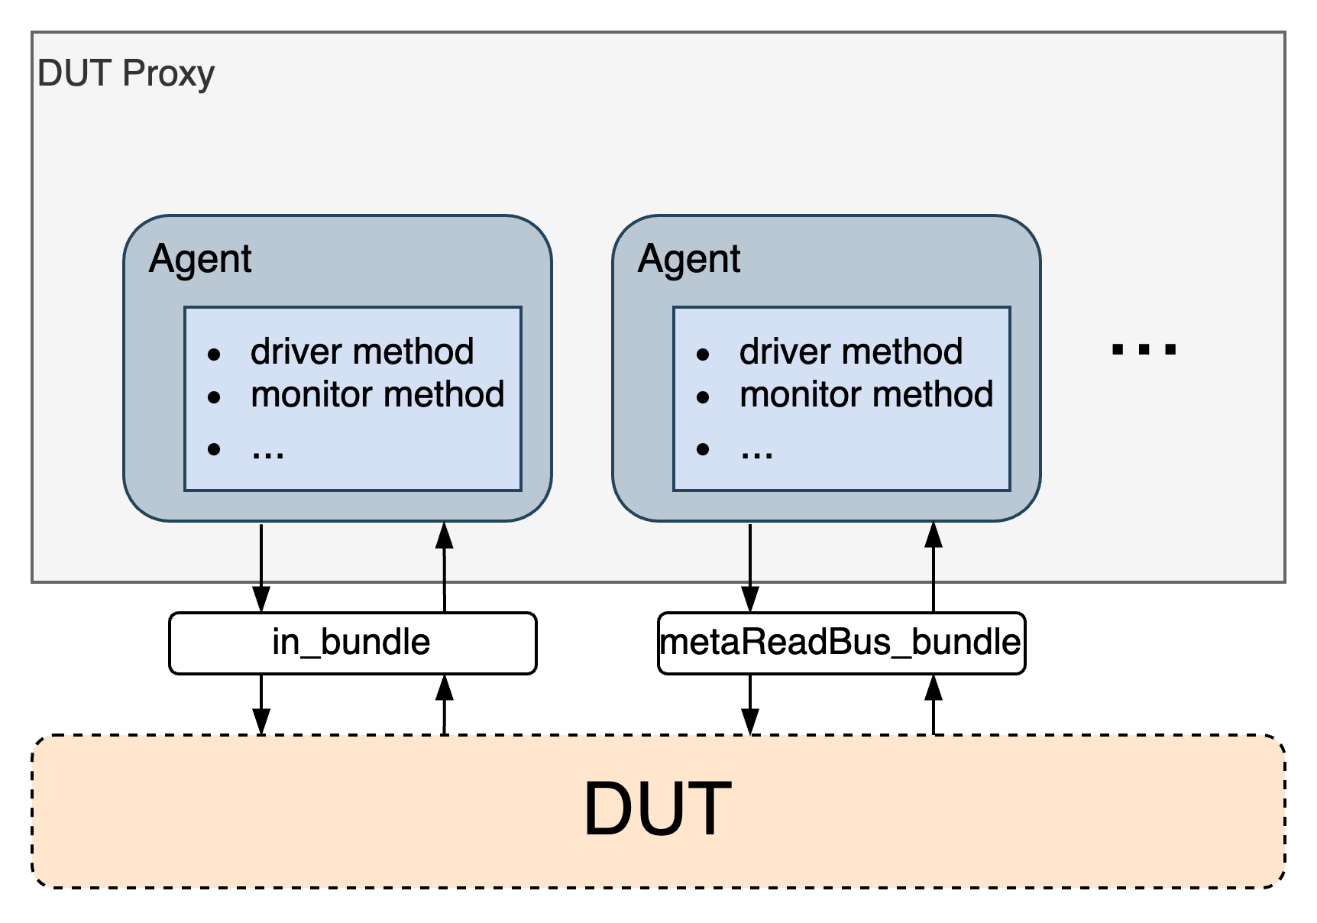 DUT Proxy
Agent
• driver method
• monitor method
• ...
Agent
• driver method
• monitor method
• ...
...
in_bundle
metaReadBus_bundle
DUT